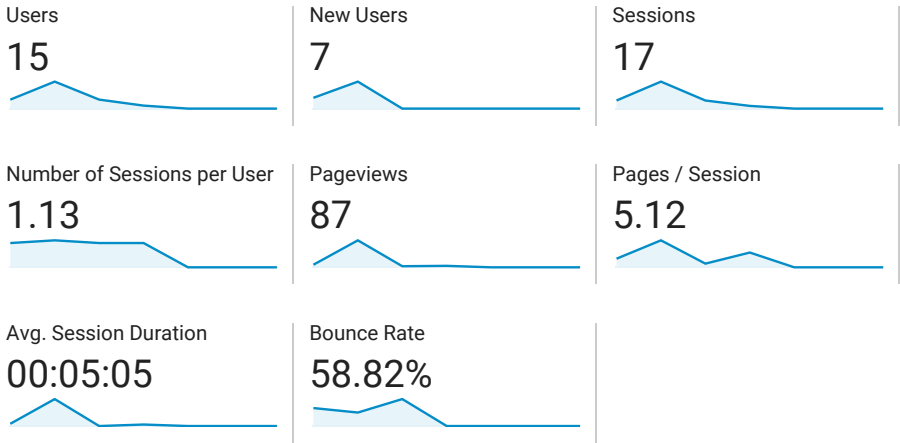 Users
15
New Users
7
Sessions
17
Number of Sessions per User
1.13
Pageviews
87
Pages / Session
5.12
Avg. Session Duration
00:05:05
Bounce Rate
58.82%